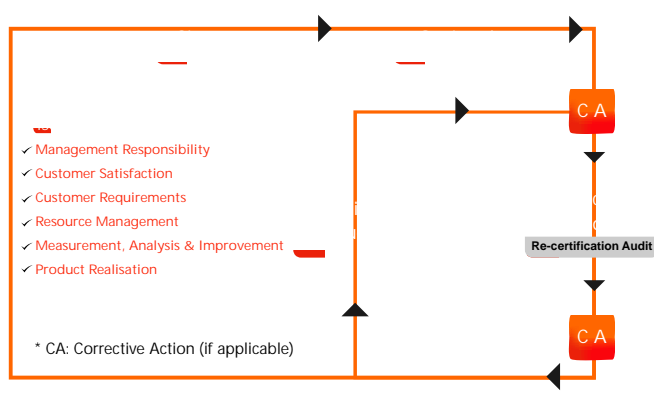 C A
Management Responsibility
Customer Satisfaction
Customer Requirements
Resource Management
Measurement, Analysis & Improvement
Re-certification Audit
Product Realisation
C A
* CA: Corrective Action (if applicable)